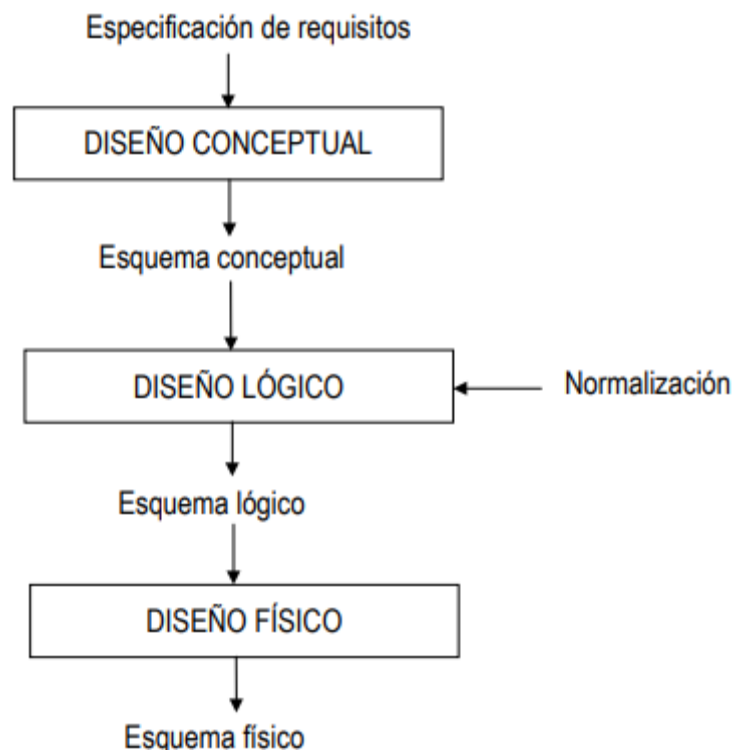 Especificación de requisitos
DISEÑO CONCEPTUAL
Esquema conceptual
DISEÑO LÓGICO
Normalización
Esquema lógico
DISEÑO FÍSICO
Esquema físico